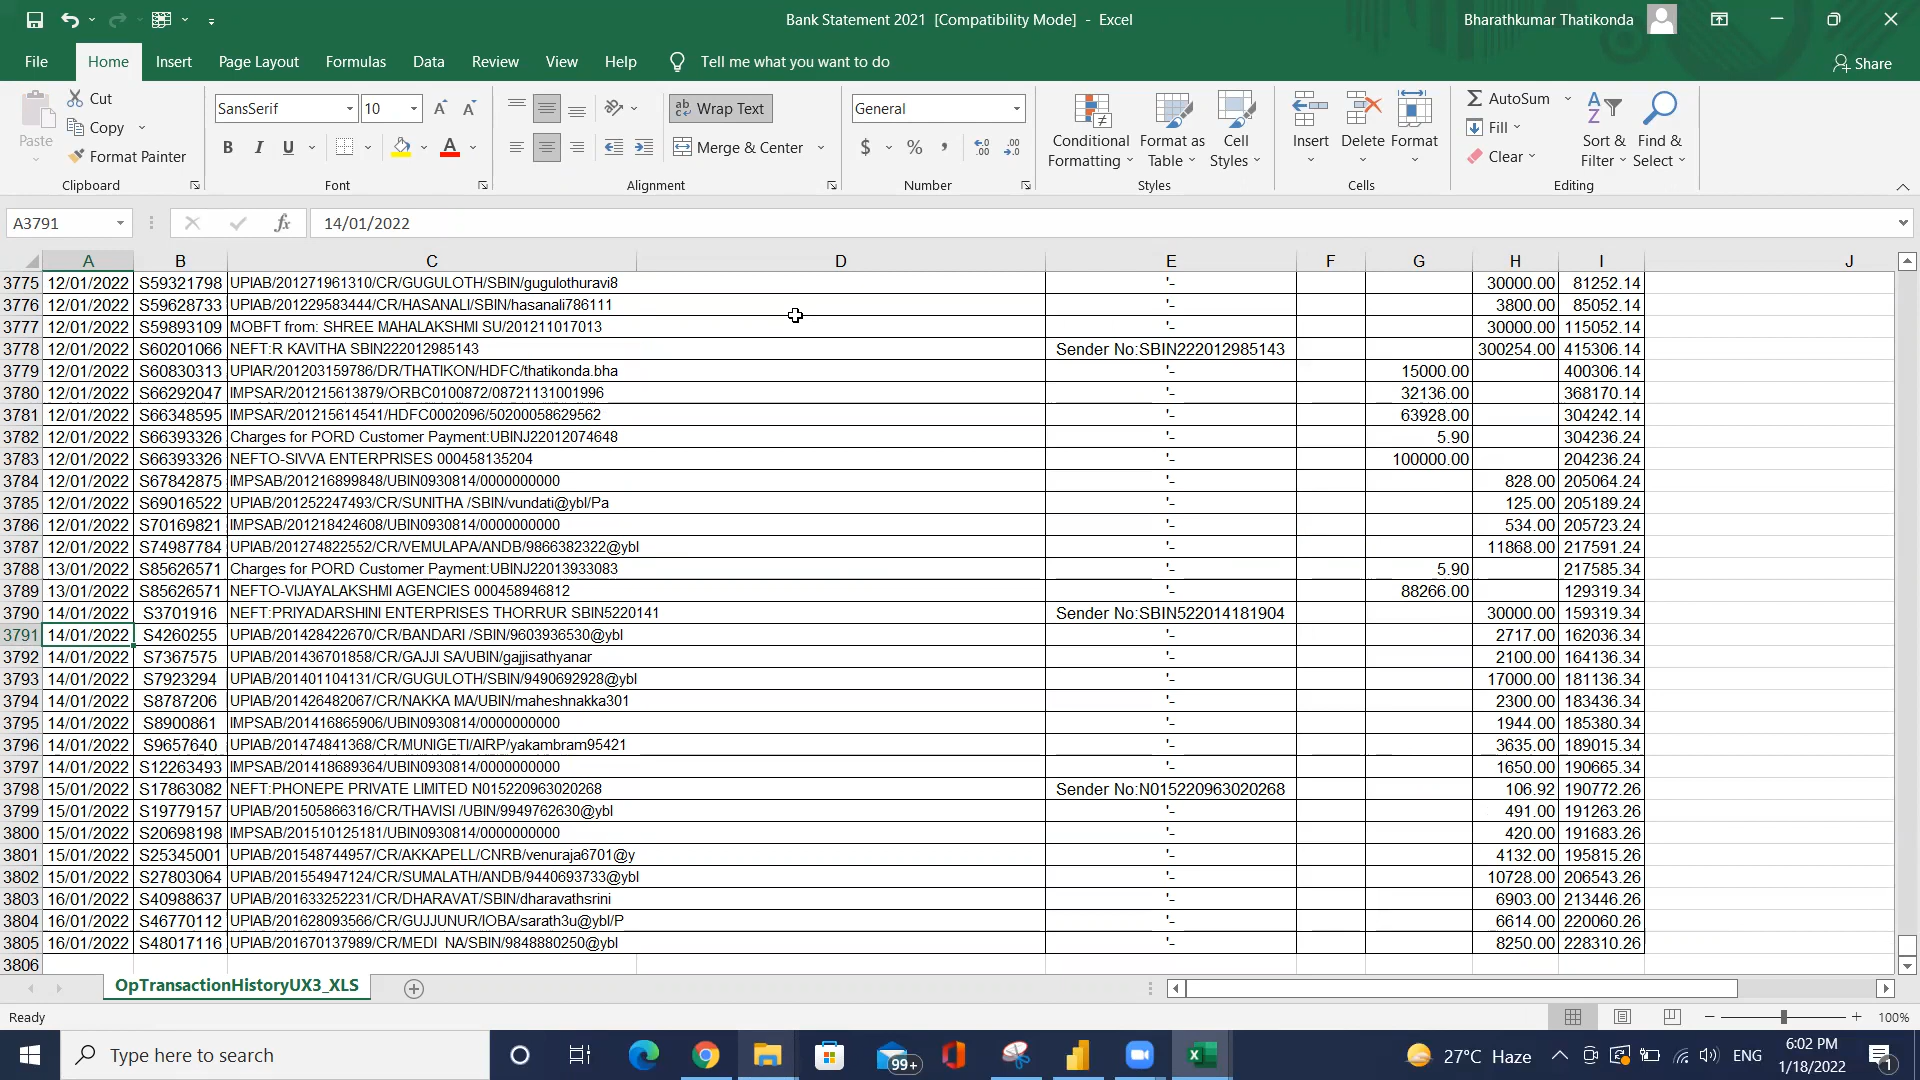 Bank Statement 2021 [Compatibility Mode] - Excel
Bharathkumar Thatikonda
File Home Insert Page Layout Formulas Data Review View Help Tell me what you want to do Share
Paste
Cut
Copy
Format Painter
Clipboard
SansSerif 10
B I U
Font
Wrap Text
Merge & Center
Alignment
General
$ % ,
Number
Conditional Formatting
Format as Table
Cell Styles
Styles
Insert Delete Format
Cells
AutoSum
Fill
Clear
Sort & Filter
Find & Select
Editing
A3791 fx 14/01/2022
A B C D E F G H I J
3775 12/01/2022 S59321798 UPIAB/201271961310/CR/GUGULOTH/SBIN/gugulothuravi8 '- 30000.00 81252.14
3776 12/01/2022 S59628733 UPIAB/201229583444/CR/HASANALI/SBIN/hasanali786111 '- 3800.00 85052.14
3777 12/01/2022 S59893109 MOBFT from: SHREE MAHALAKSHMI SU/201211017013 '- 30000.00 115052.14
3778 12/01/2022 S60201066 NEFT:R KAVITHA SBIN222012985143 Sender No:SBIN222012985143 300254.00 415306.14
3779 12/01/2022 S60830313 UPIAR/201203159786/DR/THATIKON/HDFC/thatikonda.bha '- 15000.00 400306.14
3780 12/01/2022 S66292047 IMPSAR/201215613879/ORBC0100872/08721131001996 '- 32136.00 368170.14
3781 12/01/2022 S66348595 IMPSAR/201215614541/HDFC0002096/50200058629562 '- 63928.00 304242.14
3782 12/01/2022 S66393326 Charges for PORD Customer Payment:UBINJ22012074648 '- 5.90 304236.24
3783 12/01/2022 S66393326 NEFTO-SIVVA ENTERPRISES 000458135204 '- 100000.00 204236.24
3784 12/01/2022 S67842875 IMPSAB/201216899848/UBIN0930814/0000000000 '- 828.00 205064.24
3785 12/01/2022 S69016522 UPIAB/201252247493/CR/SUNITHA /SBIN/vundati@ybl/Pa '- 125.00 205189.24
3786 12/01/2022 S70169821 IMPSAB/201218424608/UBIN0930814/0000000000 '- 534.00 205723.24
3787 12/01/2022 S74987784 UPIAB/201274822552/CR/VEMULAPA/ANDB/9866382322@ybl '- 11868.00 217591.24
3788 13/01/2022 S85626571 Charges for PORD Customer Payment:UBINJ22013933083 '- 5.90 217585.34
3789 13/01/2022 S85626571 NEFTO-VIJAYALAKSHMI AGENCIES 000458946812 '- 88266.00 129319.34
3790 14/01/2022 S3701916 NEFT:PRIYADARSHINI ENTERPRISES THORRUR SBIN5220141 Sender No:SBIN522014181904 30000.00 159319.34
3791 14/01/2022 S4260255 UPIAB/201428422670/CR/BANDARI /SBIN/9603936530@ybl '- 2717.00 162036.34
3792 14/01/2022 S7367575 UPIAB/201436701858/CR/GAJJI SA/UBIN/gajjisathyanar '- 2100.00 164136.34
3793 14/01/2022 S7923294 UPIAB/201401104131/CR/GUGULOTH/SBIN/9490692928@ybl '- 17000.00 181136.34
3794 14/01/2022 S8787206 UPIAB/201426482067/CR/NAKKA MA/UBIN/maheshnakka301 '- 2300.00 183436.34
3795 14/01/2022 S8900861 IMPSAB/201416865906/UBIN0930814/0000000000 '- 1944.00 185380.34
3796 14/01/2022 S9657640 UPIAB/201474841368/CR/MUNIGETI/AIRP/yakambram95421 '- 3635.00 189015.34
3797 14/01/2022 S12263493 IMPSAB/201418689364/UBIN0930814/0000000000 '- 1650.00 190665.34
3798 15/01/2022 S17863082 NEFT:PHONEPE PRIVATE LIMITED N015220963020268 Sender No:N015220963020268 106.92 190772.26
3799 15/01/2022 S19779157 UPIAB/201505866316/CR/THAVISI /UBIN/9949762630@ybl '- 491.00 191263.26
3800 15/01/2022 S20698198 IMPSAB/201510125181/UBIN0930814/0000000000 '- 420.00 191683.26
3801 15/01/2022 S25345001 UPIAB/201548744957/CR/AKKAPELL/CNRB/venuraja6701@y '- 4132.00 195815.26
3802 15/01/2022 S27803064 UPIAB/201554947124/CR/SUMALATH/ANDB/9440693733@ybl '- 10728.00 206543.26
3803 16/01/2022 S40988637 UPIAB/201633252231/CR/DHARAVAT/SBIN/dharavathsrini '- 6903.00 213446.26
3804 16/01/2022 S46770112 UPIAB/201628093566/CR/GUJJUNUR/IOBA/sarath3u@ybl/P '- 6614.00 220060.26
3805 16/01/2022 S48017116 UPIAB/201670137989/CR/MEDI  NA/SBIN/9848880250@ybl '- 8250.00 228310.26
3806
OpTransactionHistoryUX3_XLS
Ready 100%
Type here to search 99+ 27°C Haze ENG 6:02 PM 1
1/18/2022